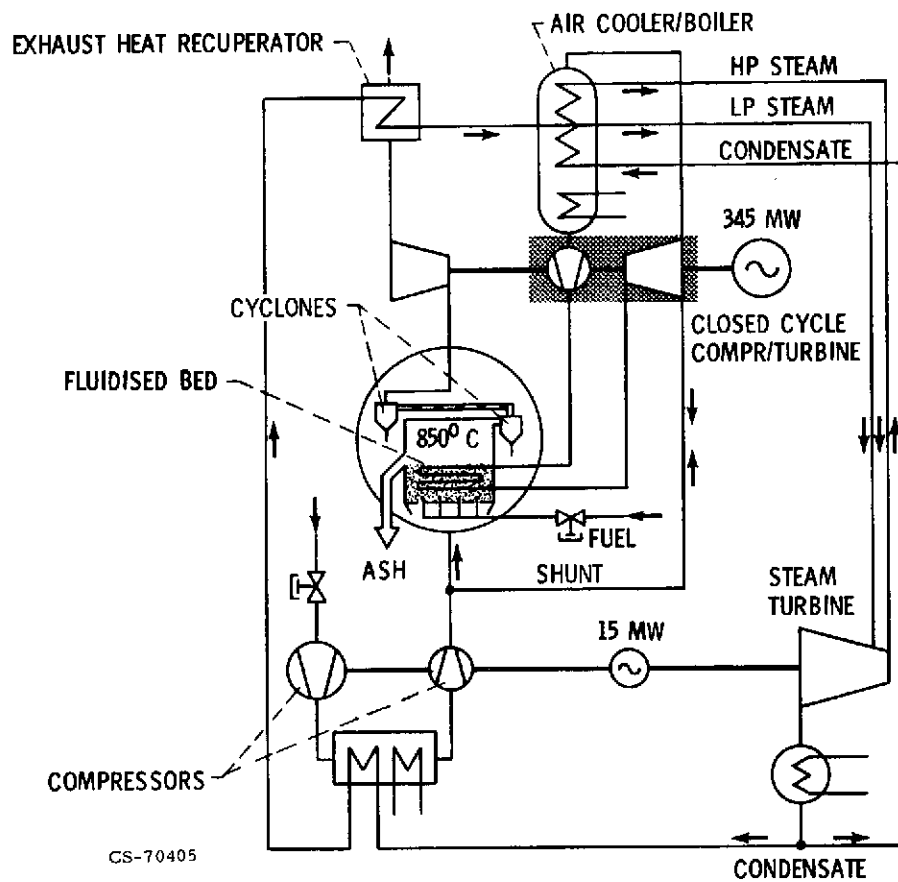 AIR COOLER/BOILER
EXHAUST HEAT RECUPERATOR
HP STEAM
LP STEAM
CONDENSATE
345 MW
CYCLONES
CLOSED CYCLE
COMPR/TURBINE
FLUIDISED BED
850⁰ C
FUEL
ASH
SHUNT
STEAM
TURBINE
15 MW
COMPRESSORS
CS-70405
CONDENSATE